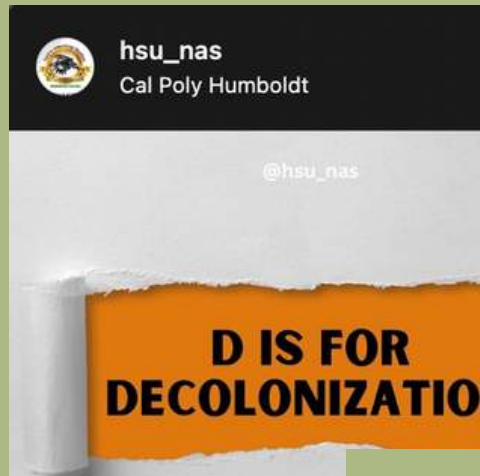 hsu_nas
Cal Poly Humboldt
@hsu_nas
D IS FOR
DECOLONIZATIO